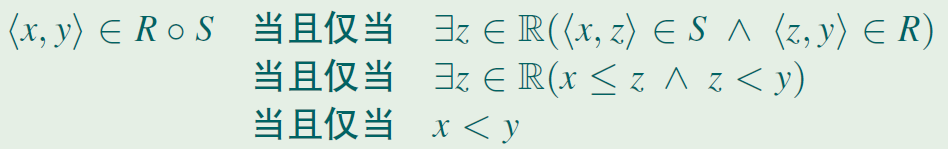 ⟨x, y⟩ ∈ R ∘ S 当且仅当 ∃z ∈ ℝ(⟨x, z⟩ ∈ S ∧ ⟨z, y⟩ ∈ R)
当且仅当 ∃z ∈ ℝ(x ≤ z ∧ z < y)
当且仅当 x < y